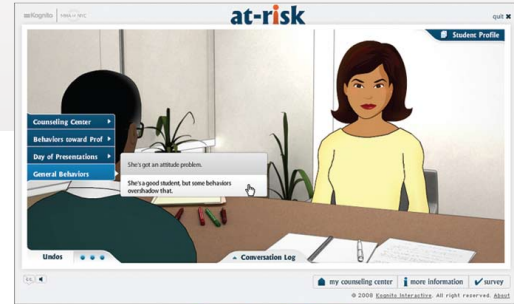 Kognito
at-risk
quit ✖
Student Profile
Counseling Center
Behaviors toward Prof
Day of Presentations
General Behaviors
She's got an attitude problem.
She's a good student, but some behaviors
overshadow that.
Undos
Conversation Log
my counseling center
more information
survey
© 2008 Kognito Interactive. All right reserved. About